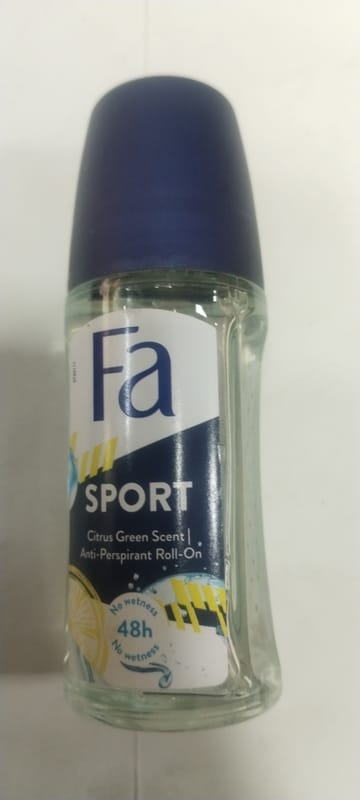 Fa
SPORT
Citrus Green Scent |
Anti-Perspirant Roll-On
No wetness
48h
No wetness